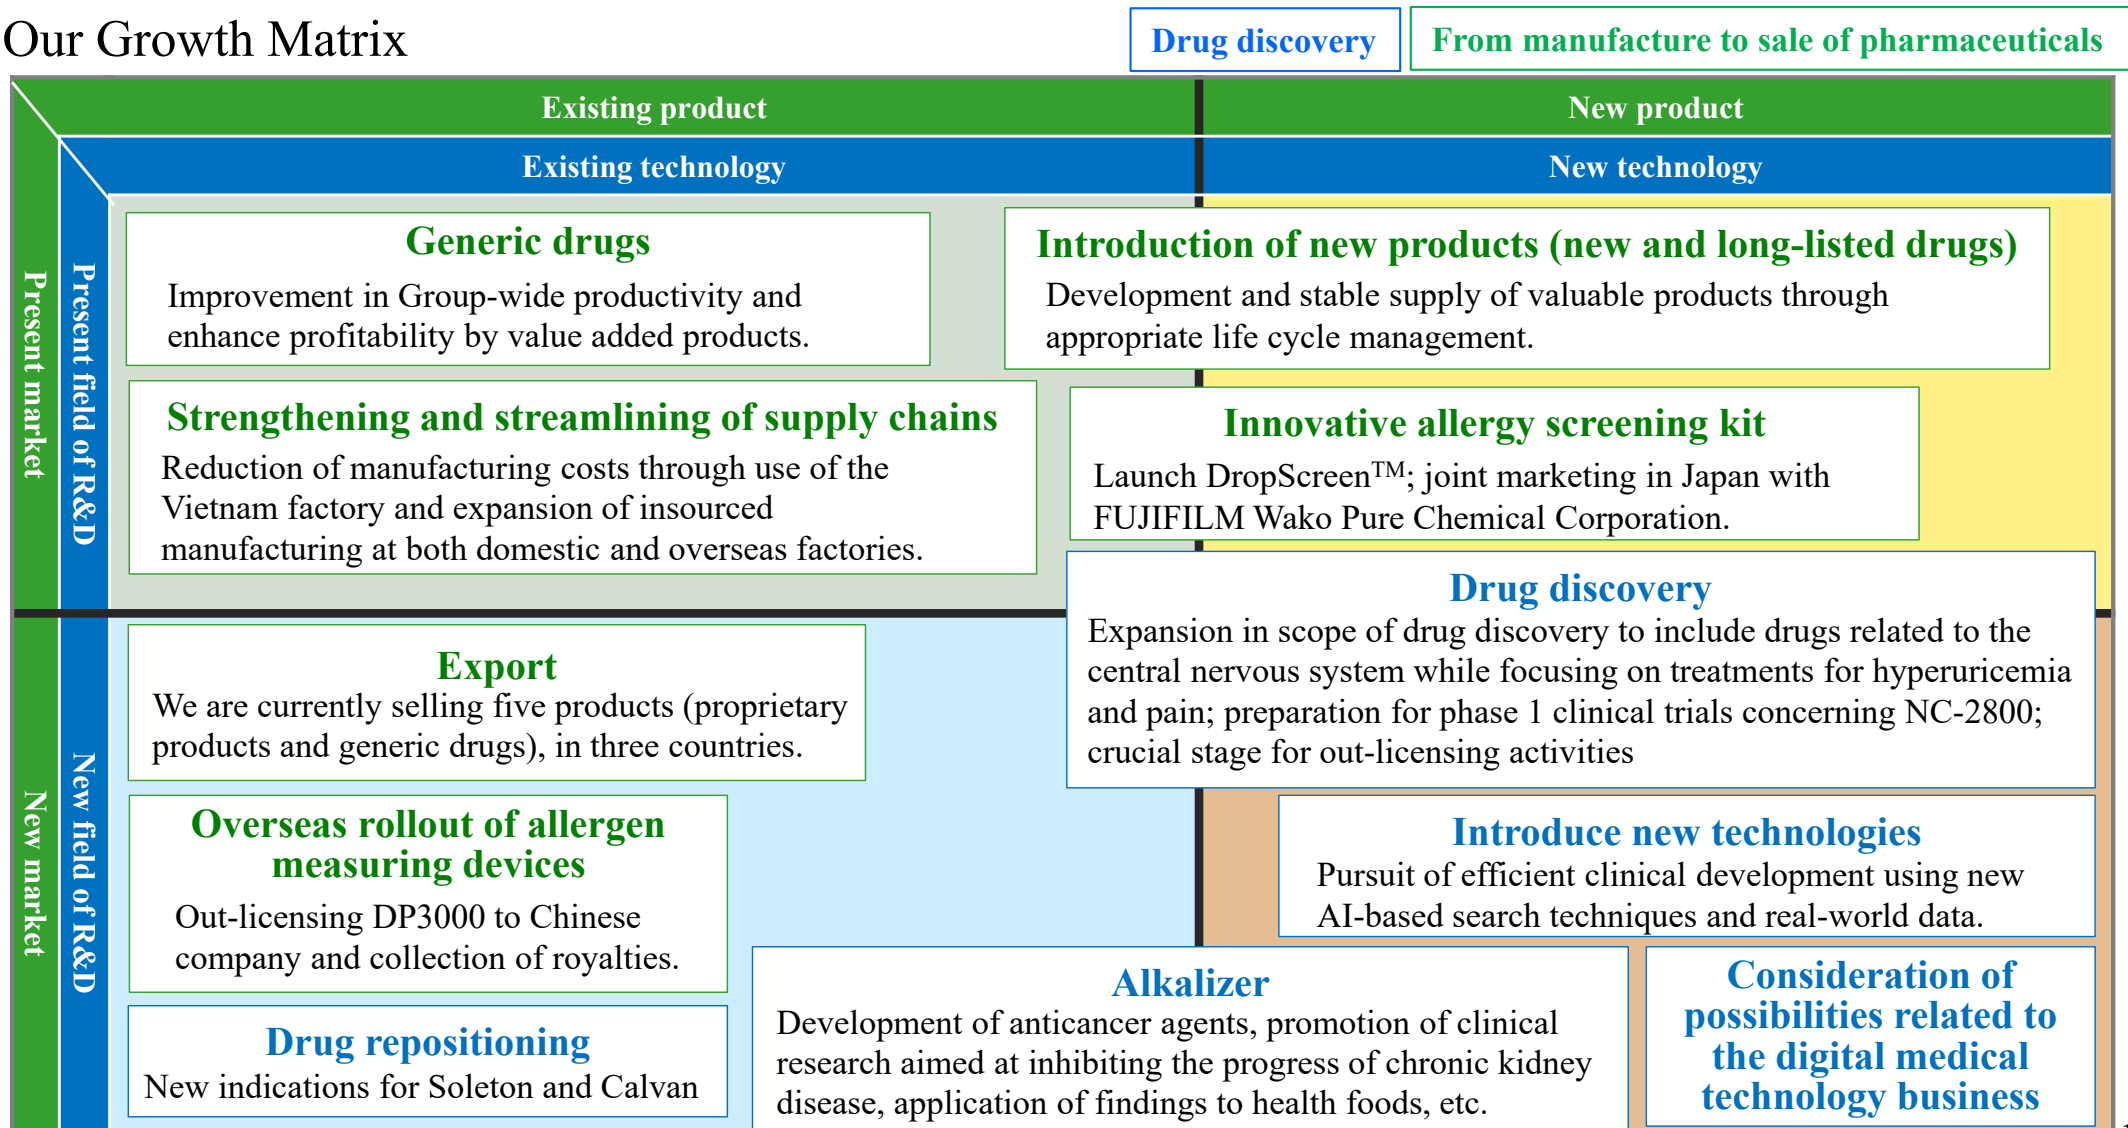 Our Growth Matrix
Drug discovery
From manufacture to sale of pharmaceuticals
Existing product
New product
Existing technology
New technology
Present market
Present field of R&D
Generic drugs
Improvement in Group-wide productivity and
enhance profitability by value added products.
Introduction of new products (new and long-listed drugs)
Development and stable supply of valuable products through
appropriate life cycle management.
Strengthening and streamlining of supply chains
Reduction of manufacturing costs through use of the
Vietnam factory and expansion of insourced
manufacturing at both domestic and overseas factories.
Innovative allergy screening kit
Launch DropScreen™; joint marketing in Japan with
FUJIFILM Wako Pure Chemical Corporation.
Drug discovery
Expansion in scope of drug discovery to include drugs related to the
central nervous system while focusing on treatments for hyperuricemia
and pain; preparation for phase 1 clinical trials concerning NC-2800;
crucial stage for out-licensing activities
New market
New field of R&D
Export
We are currently selling five products (proprietary
products and generic drugs), in three countries.
Overseas rollout of allergen
measuring devices
Out-licensing DP3000 to Chinese
company and collection of royalties.
Introduce new technologies
Pursuit of efficient clinical development using new
AI-based search techniques and real-world data.
Drug repositioning
New indications for Soleton and Calvan
Alkalizer
Development of anticancer agents, promotion of clinical
research aimed at inhibiting the progress of chronic kidney
disease, application of findings to health foods, etc.
Consideration of
possibilities related to
the digital medical
technology business